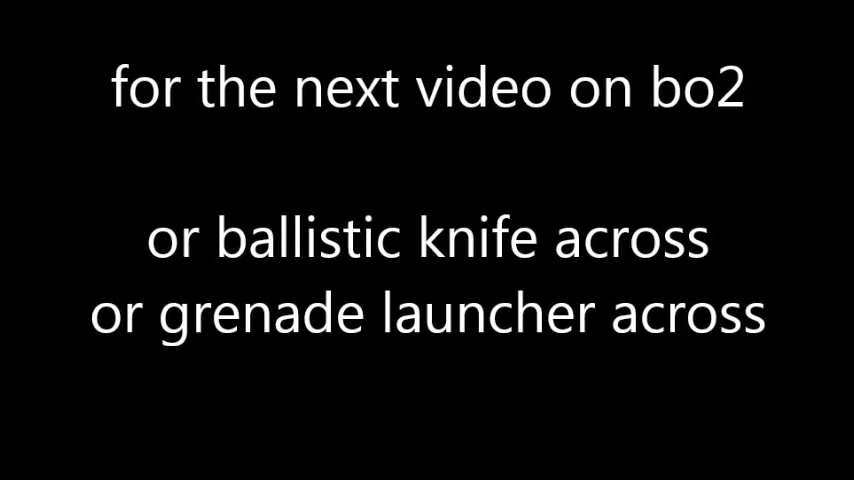 for the next video on bo2
or ballistic knife across
or grenade launcher across